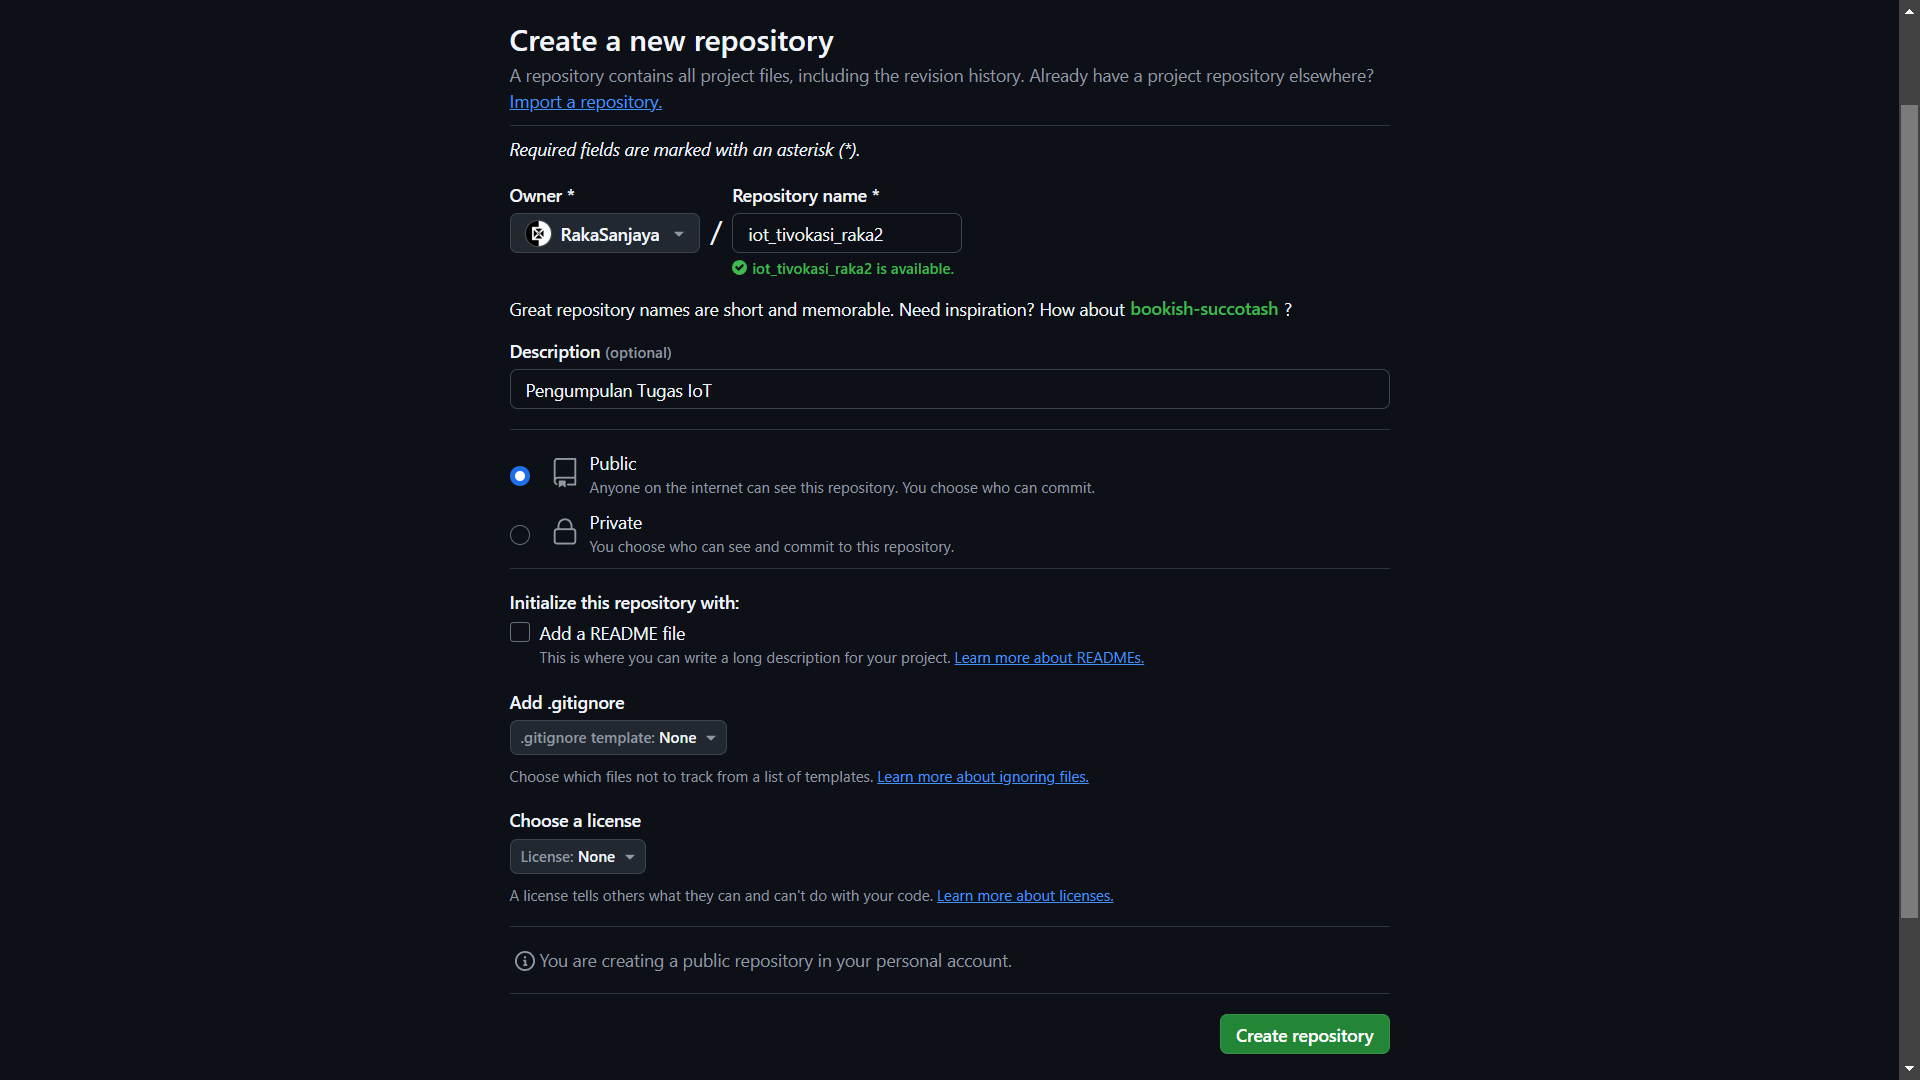 Create a new repository
A repository contains all project files, including the revision history. Already have a project repository elsewhere?
Import a repository.
Required fields are marked with an asterisk (*).
Owner *
Repository name *
RakaSanjaya
/
iot_tivokasi_raka2
iot_tivokasi_raka2 is available.
Great repository names are short and memorable. Need inspiration? How about bookish-succotash ?
Description (optional)
Pengumpulan Tugas IoT
Public
Anyone on the internet can see this repository. You choose who can commit.
Private
You choose who can see and commit to this repository.
Initialize this repository with:
Add a README file
This is where you can write a long description for your project. Learn more about READMEs.
Add .gitignore
.gitignore template: None
Choose which files not to track from a list of templates. Learn more about ignoring files.
Choose a license
License: None
A license tells others what they can and can't do with your code. Learn more about licenses.
You are creating a public repository in your personal account.
Create repository